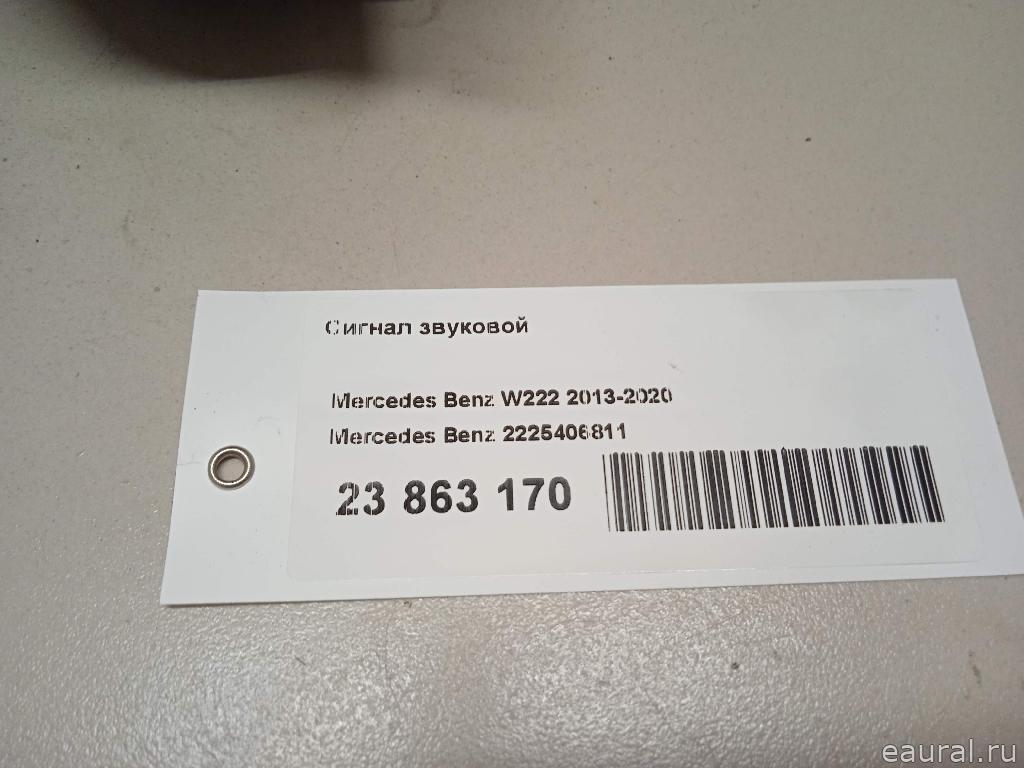 Сигнал звуковой
Mercedes Benz W222 2013-2020
Mercedes Benz 2225406811
23 863 170
eaural.ru